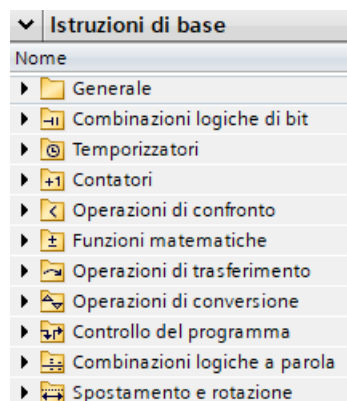 Istruzioni di base
Nome
Generale
Combinazioni logiche di bit
Temporizzatori
+1 Contatori
Operazioni di confronto
Funzioni matematiche
Operazioni di trasferimento
Operazioni di conversione
Controllo del programma
Combinazioni logiche a parola
Spostamento e rotazione